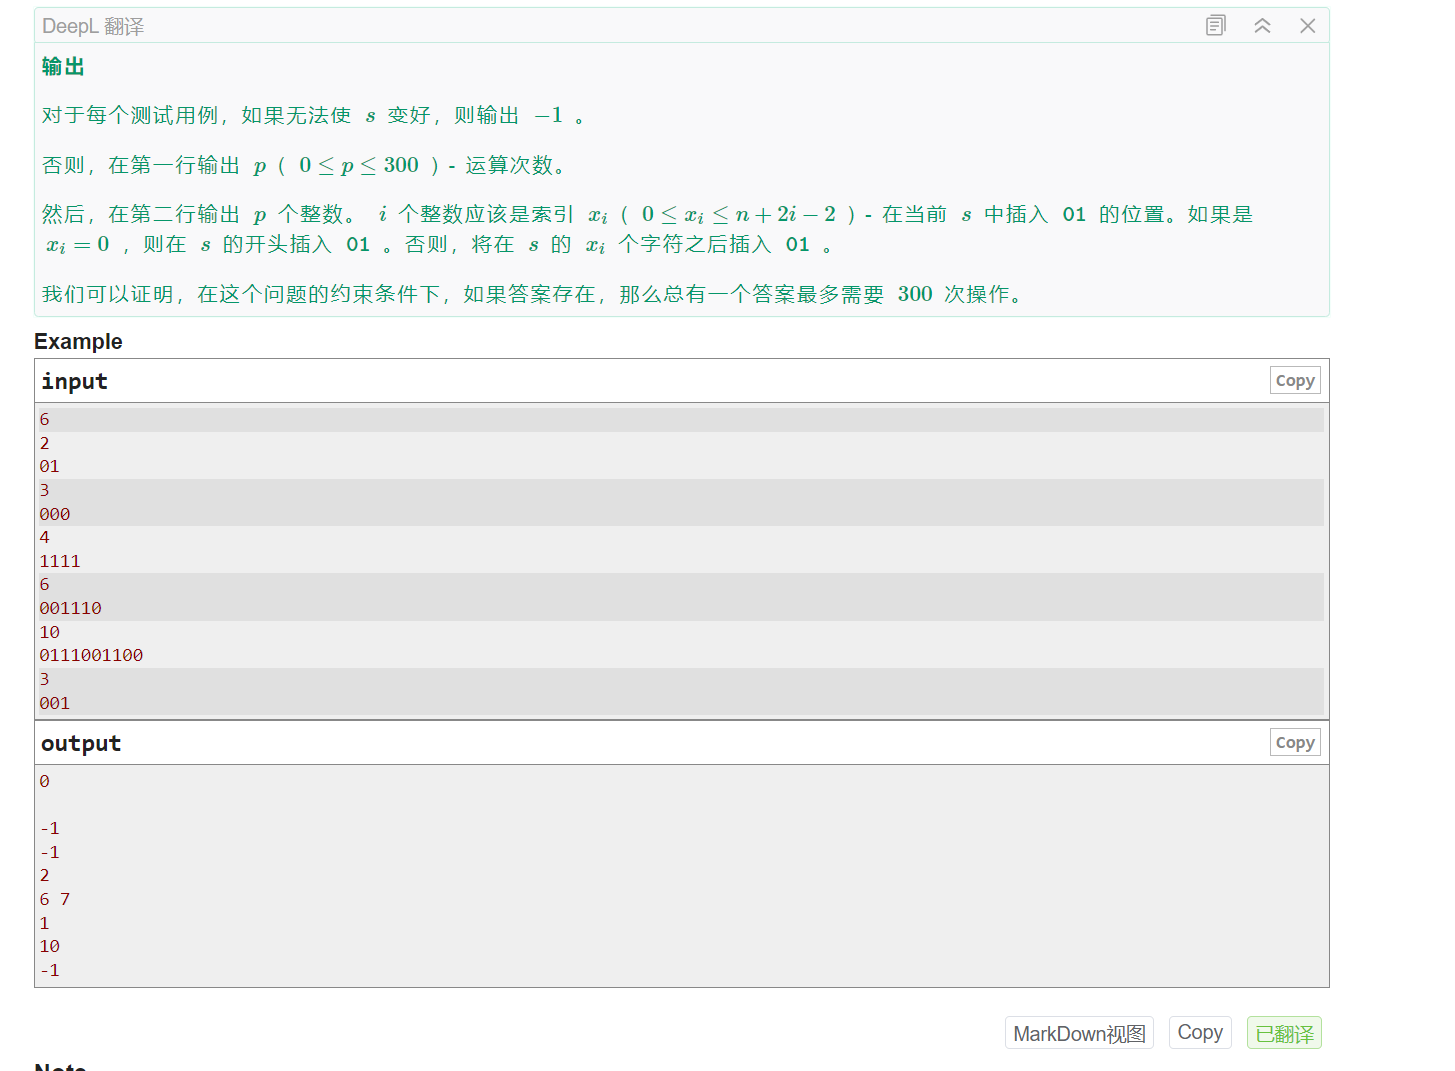 DeepL 翻译
输出
对于每个测试用例，如果无法使 s 变好，则输出 −1 。
否则，在第一行输出 p（ 0 ≤ p ≤ 300 ）- 运算次数。
然后，在第二行输出 p 个整数。 i 个整数应该是索引 xᵢ（ 0 ≤ xᵢ ≤ n + 2i − 2 ）- 在当前 s 中插入 01 的位置。如果是
xᵢ = 0 ，则在 s 的开头插入 01 。否则，将在 s 的 xᵢ 个字符之后插入 01 。
我们可以证明，在这个问题的约束条件下，如果答案存在，那么总有一个答案最多需要 300 次操作。
Example
input
Copy
6
2
01
3
000
4
1111
6
001110
10
0111001100
3
001
output
Copy
0
-1
-1
2
6 7
1
10
-1
MarkDown视图
Copy
已翻译
Note